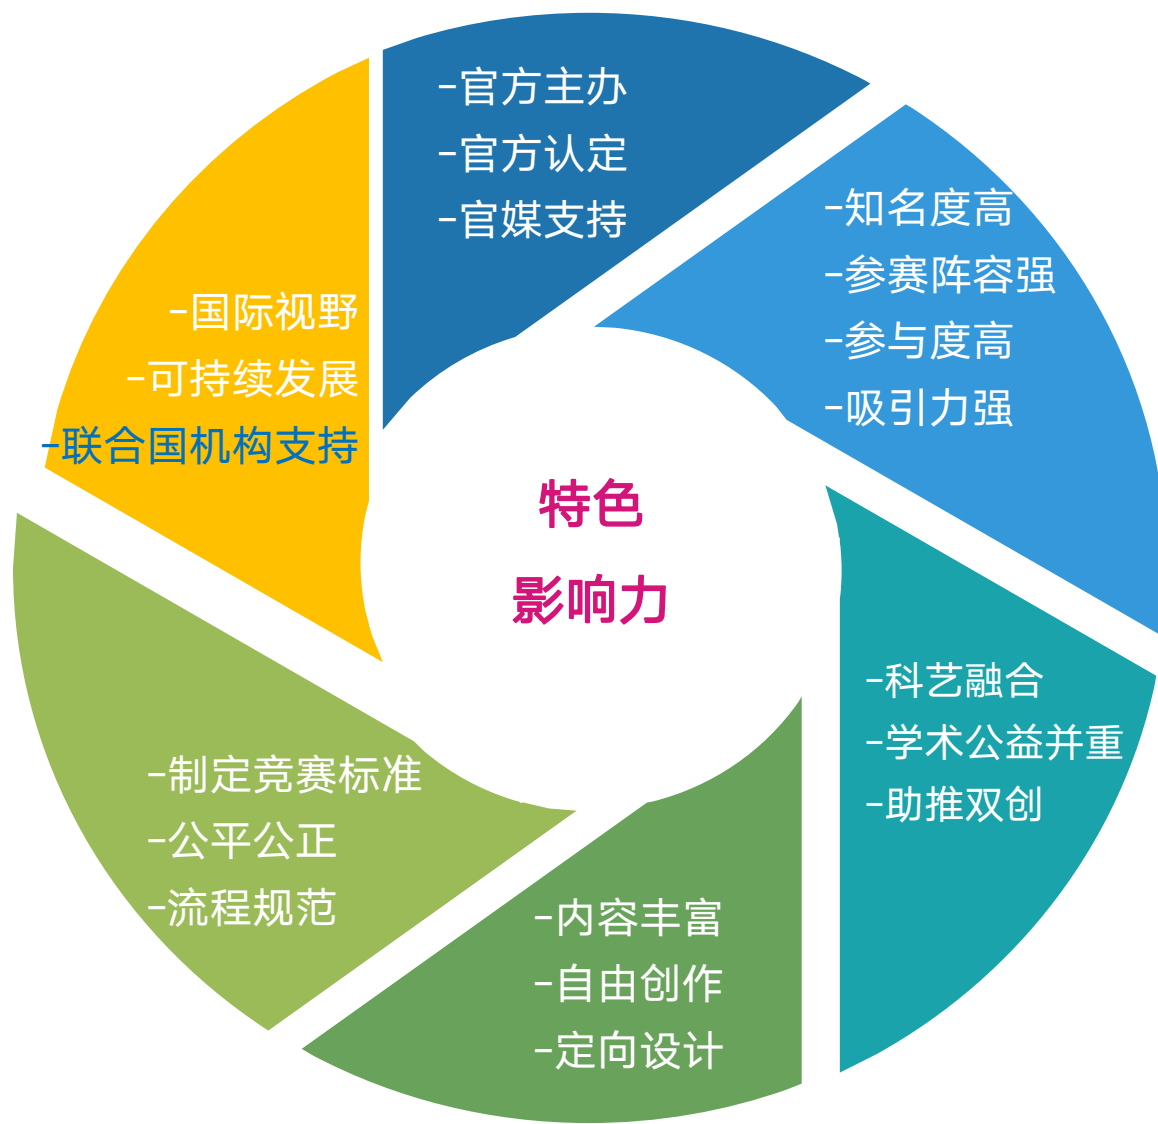 -官方主办
-官方认定
-官媒支持
-知名度高
-参赛阵容强
-参与度高
-吸引力强
-国际视野
-可持续发展
-联合国机构支持
特色
影响力
-科艺融合
-学术公益并重
-助推双创
-制定竞赛标准
-公平公正
-流程规范
-内容丰富
-自由创作
-定向设计